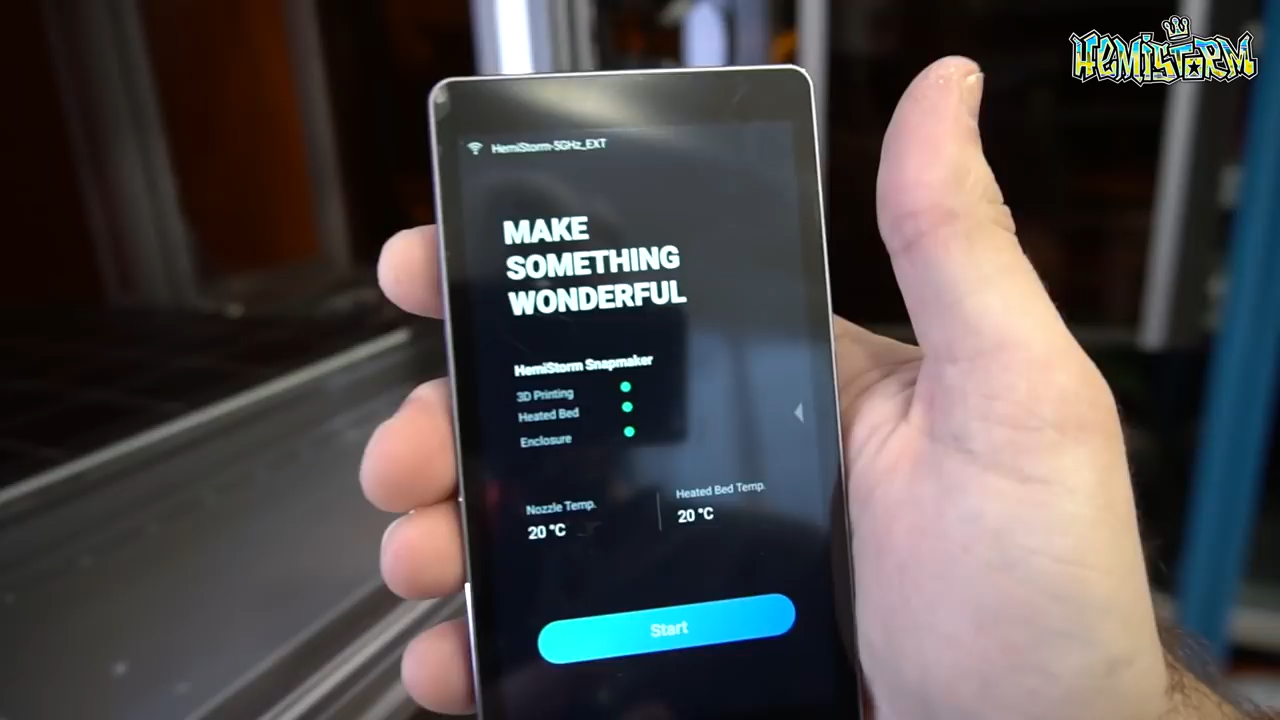 HEMISTORM
HemiStorm-5GHz_EXT
MAKE
SOMETHING
WONDERFUL
HemiStorm Snapmaker
3D Printing
Heated Bed
Enclosure
Nozzle Temp.
20 °C
Heated Bed Temp.
20 °C
Start